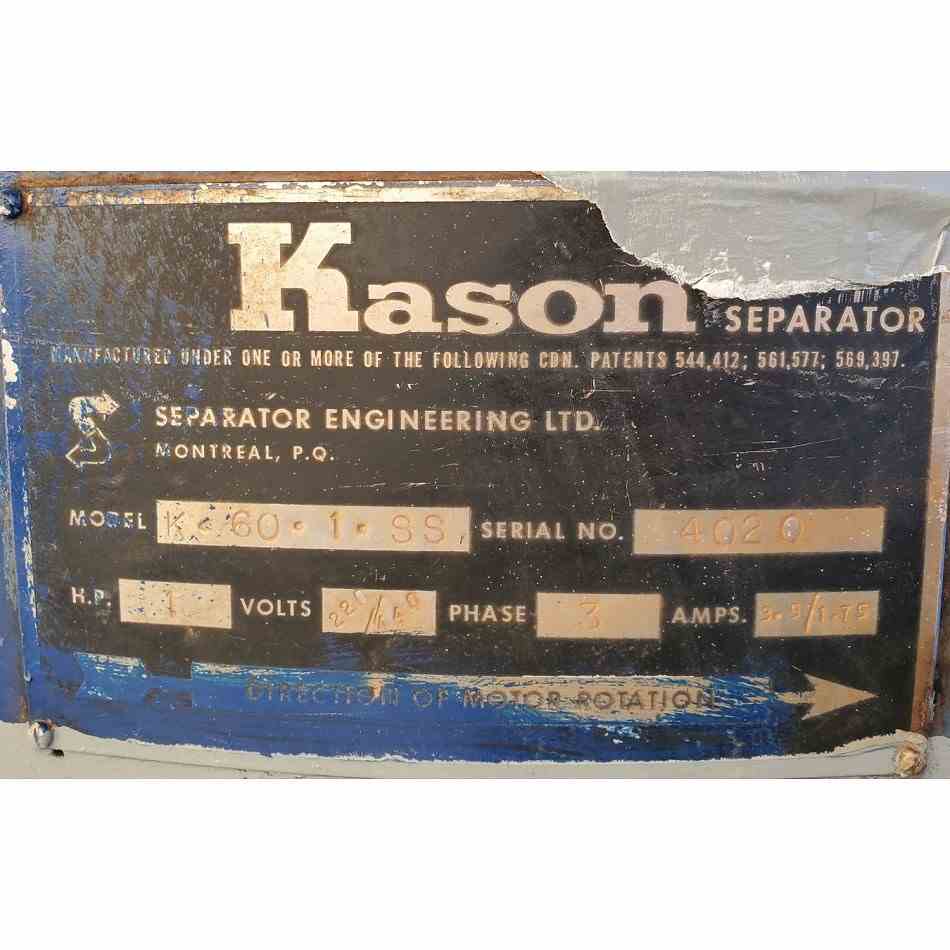 Kason SEPARATOR
MANUFACTURED UNDER ONE OR MORE OF THE FOLLOWING CDN. PATENTS 544,412; 561,577; 569,397.
SEPARATOR ENGINEERING LTD.
MONTREAL, P.Q.
MODEL K·60·1·SS SERIAL NO. 4020
H.P. 1 VOLTS 220/440 PHASE 3 AMPS. 3.5/1.75
DIRECTION OF MOTOR ROTATION